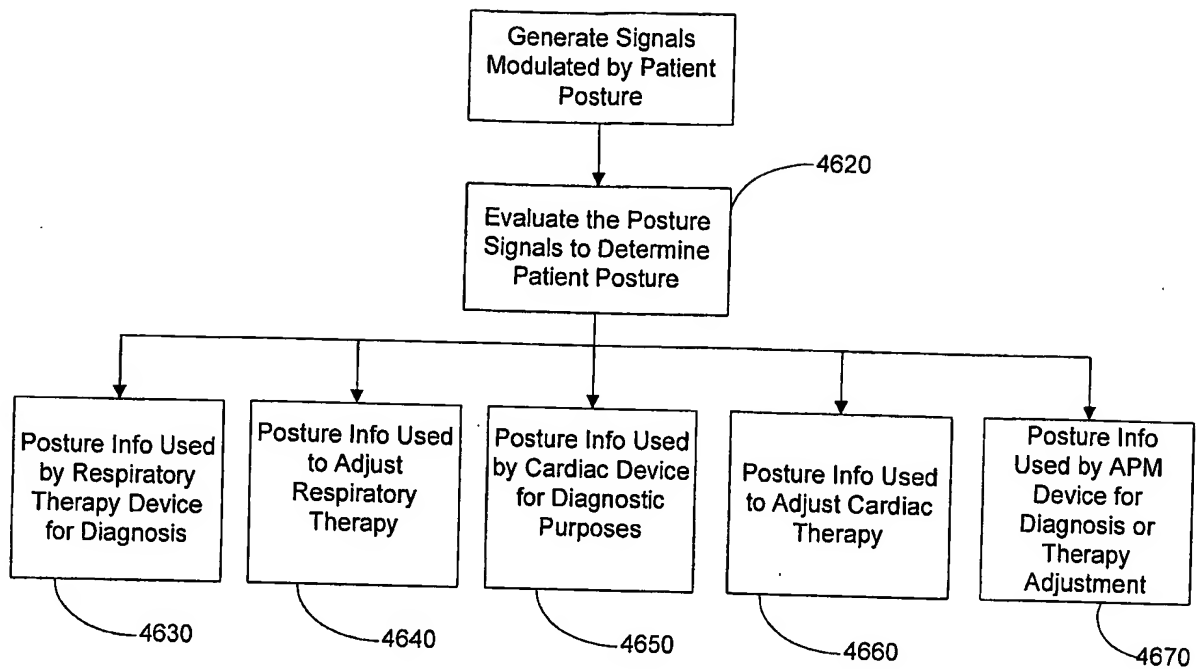 Generate Signals
Modulated by Patient
Posture
4620
Evaluate the Posture
Signals to Determine
Patient Posture
Posture Info Used
by Respiratory
Therapy Device
for Diagnosis
Posture Info Used
to Adjust
Respiratory
Therapy
Posture Info Used
by Cardiac Device
for Diagnostic
Purposes
Posture Info Used
to Adjust Cardiac
Therapy
Posture Info
Used by APM
Device for
Diagnosis or
Therapy
Adjustment
4630
4640
4650
4660
4670